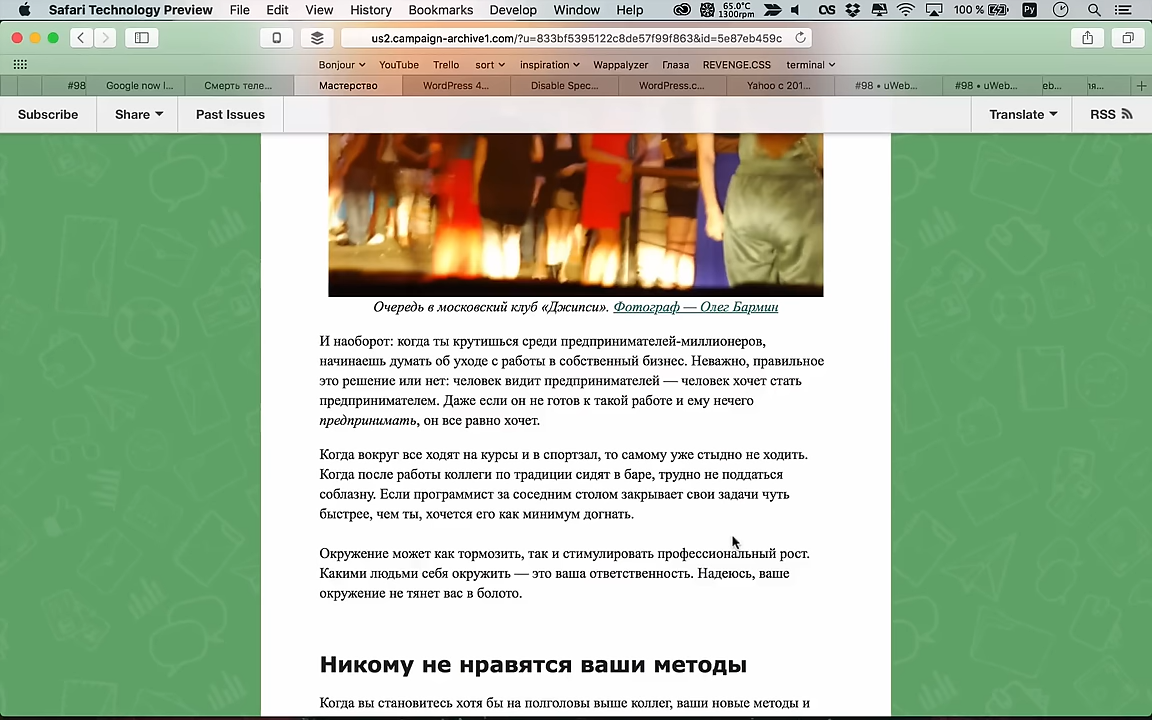 Safari Technology Preview File Edit View History Bookmarks Develop Window Help 65.0°C 1300rpm 100 % Py
us2.campaign-archive1.com/?u=833bf5395122c8de57f99f863&id=5e87eb459c
Bonjour YouTube Trello sort inspiration Wappalyzer Глаза REVENGE.CSS terminal
#98 Google now l... Смерть теле... Мастерство WordPress 4... Disable Spec... WordPress.c... Yahoo с 201... #98 • uWeb... #98 • uWeb... eb...
Subscribe Share Past Issues Translate RSS
Очередь в московский клуб «Джипси». Фотограф — Олег Бармин
И наоборот: когда ты крутишься среди предпринимателей-миллионеров,
начинаешь думать об уходе с работы в собственный бизнес. Неважно, правильное
это решение или нет: человек видит предпринимателей — человек хочет стать
предпринимателем. Даже если он не готов к такой работе и ему нечего
предпринимать, он все равно хочет.
Когда вокруг все ходят на курсы и в спортзал, то самому уже стыдно не ходить.
Когда после работы коллеги по традиции сидят в баре, трудно не поддаться
соблазну. Если программист за соседним столом закрывает свои задачи чуть
быстрее, чем ты, хочется его как минимум догнать.
Окружение может как тормозить, так и стимулировать профессиональный рост.
Какими людьми себя окружить — это ваша ответственность. Надеюсь, ваше
окружение не тянет вас в болото.
Никому не нравятся ваши методы
Когда вы становитесь хотя бы на полголовы выше коллег, ваши новые методы и